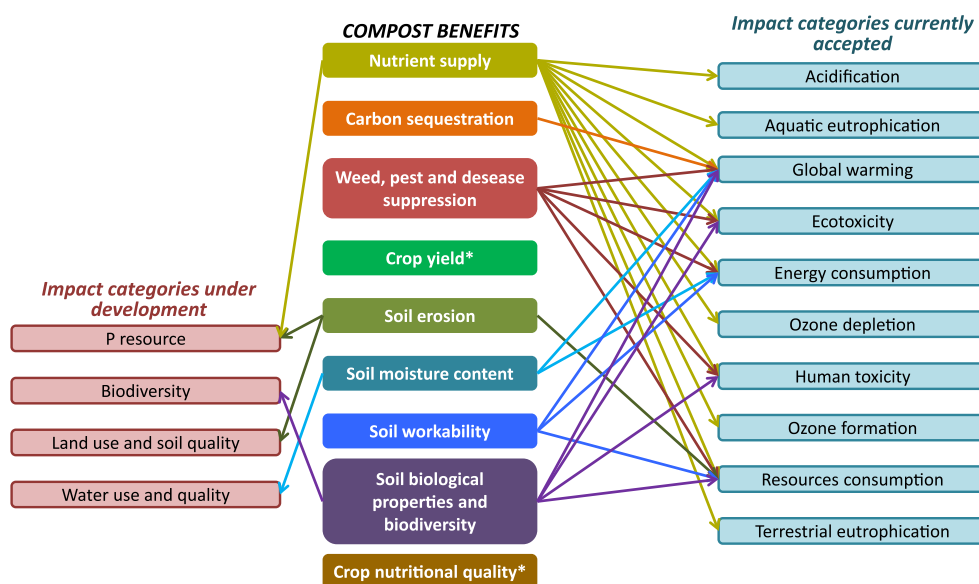 COMPOST BENEFITS
Nutrient supply
Carbon sequestration
Weed, pest and desease
suppression
Crop yield*
Soil erosion
Soil moisture content
Soil workability
Soil biological
properties and
biodiversity
Crop nutritional quality*
Impact categories under
development
P resource
Biodiversity
Land use and soil quality
Water use and quality
Impact categories currently
accepted
Acidification
Aquatic eutrophication
Global warming
Ecotoxicity
Energy consumption
Ozone depletion
Human toxicity
Ozone formation
Resources consumption
Terrestrial eutrophication